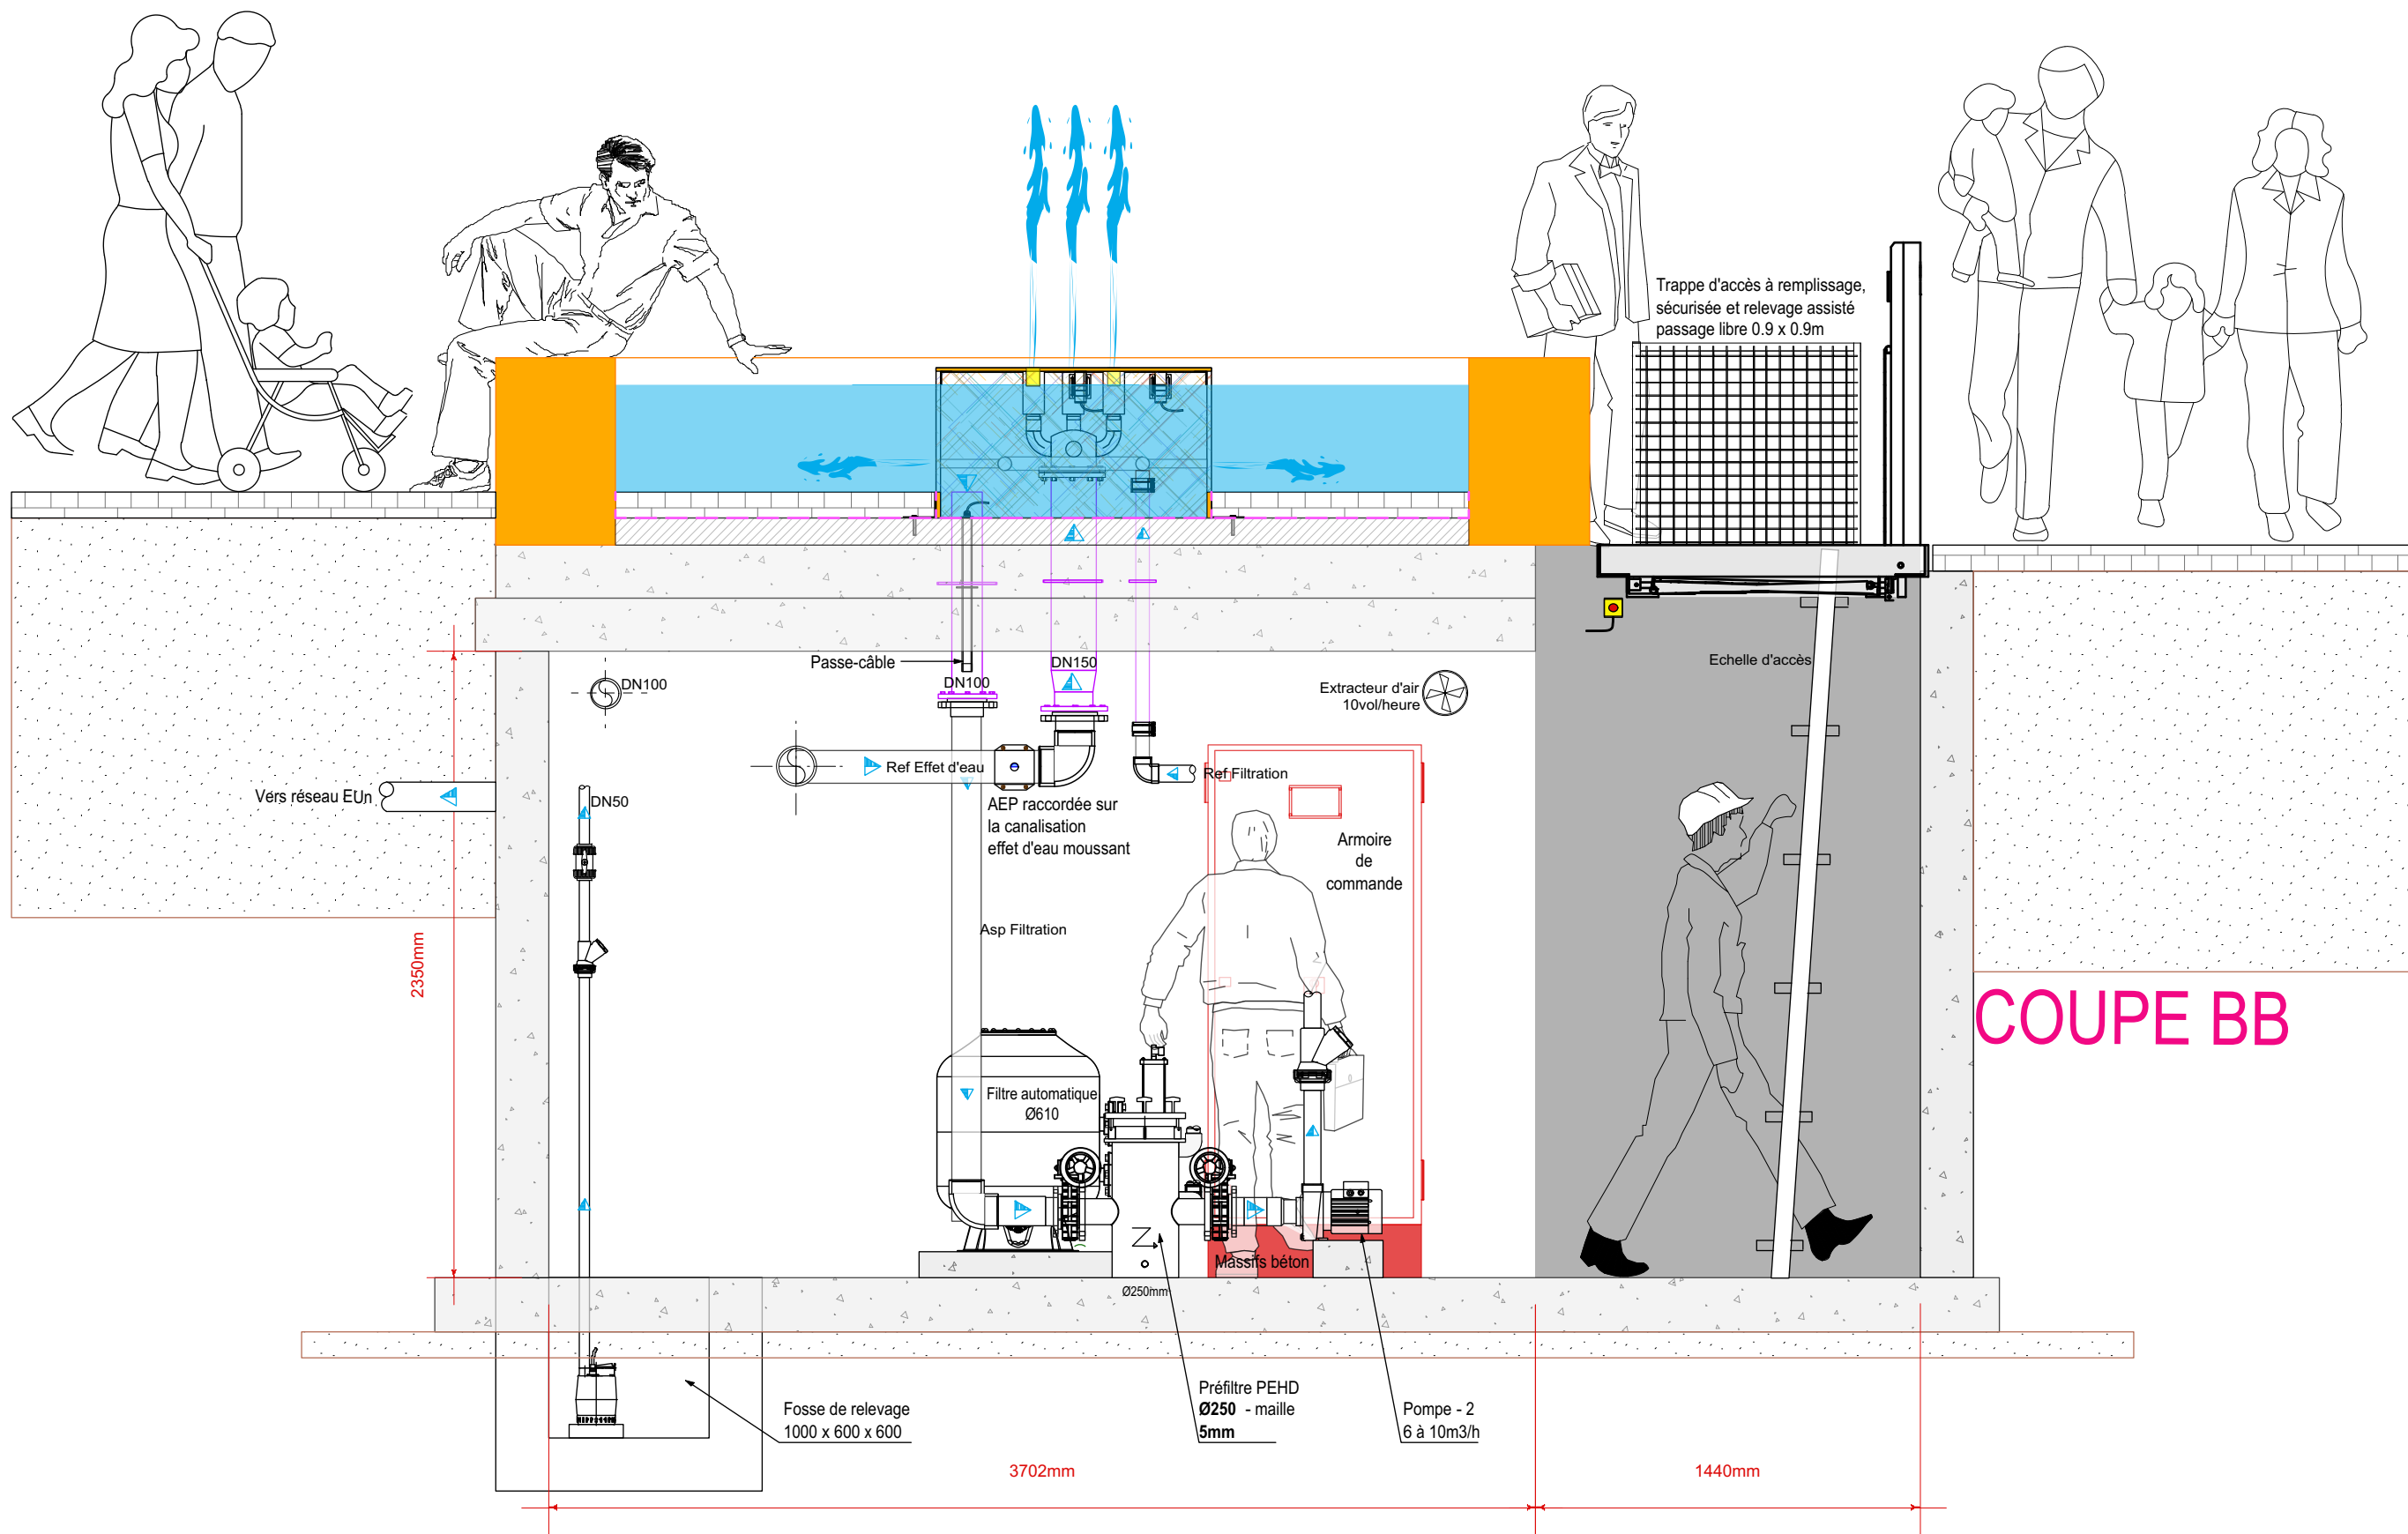 Trappe d'accès à remplissage,
sécurisée et relevage assisté
passage libre 0.9 x 0.9m
Passe-câble
DN100
DN150
DN100
Extracteur d'air
10vol/heure
Echelle d'accès
Ref Effet d'eau
Ref Filtration
Vers réseau EUn
DN50
AEP raccordée sur
la canalisation
effet d'eau moussant
Armoire
de
commande
Asp Filtration
2350mm
COUPE BB
Filtre automatique
Ø610
Massifs béton
Ø250mm
Fosse de relevage
1000 x 600 x 600
Préfiltre PEHD
Ø250 - maille
5mm
Pompe - 2
6 à 10m3/h
3702mm
1440mm